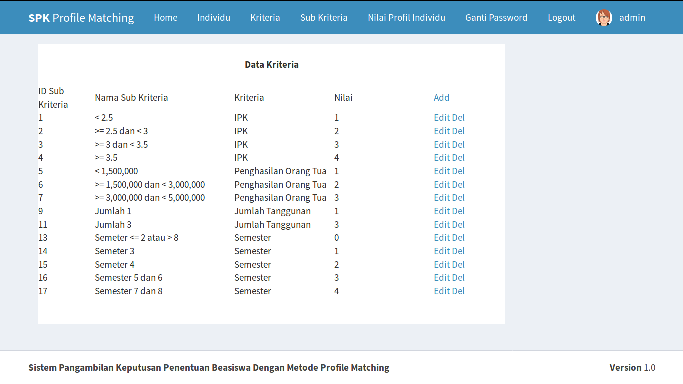 SPK Profile Matching Home Individu Kriteria Sub Kriteria Nilai Profil Individu Ganti Password Logout admin
Data Kriteria
ID Sub Kriteria Nama Sub Kriteria Kriteria Nilai Add
1 < 2.5 IPK 1 Edit Del
2 >= 2.5 dan < 3 IPK 2 Edit Del
3 >= 3 dan < 3.5 IPK 3 Edit Del
4 >= 3.5 IPK 4 Edit Del
5 < 1,500,000 Penghasilan Orang Tua 1 Edit Del
6 >= 1,500,000 dan < 3,000,000 Penghasilan Orang Tua 2 Edit Del
7 >= 3,000,000 dan < 5,000,000 Penghasilan Orang Tua 3 Edit Del
9 Jumlah 1 Jumlah Tanggunan 1 Edit Del
11 Jumlah 3 Jumlah Tanggunan 3 Edit Del
13 Semeter <= 2 atau > 8 Semester 0 Edit Del
14 Semeter 3 Semester 1 Edit Del
15 Semeter 4 Semester 2 Edit Del
16 Semester 5 dan 6 Semester 3 Edit Del
17 Semester 7 dan 8 Semester 4 Edit Del
Sistem Pangambilan Keputusan Penentuan Beasiswa Dengan Metode Profile Matching Version 1.0